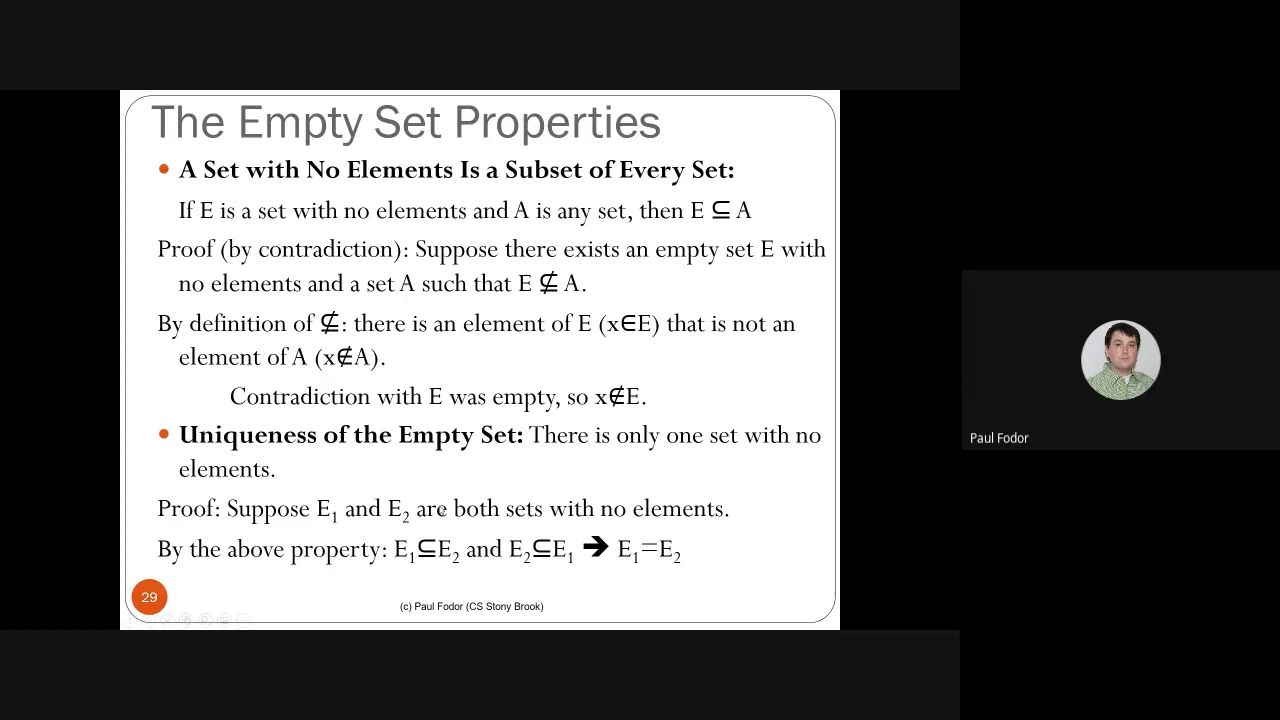 The Empty Set Properties
• A Set with No Elements Is a Subset of Every Set:
If E is a set with no elements and A is any set, then E ⊆ A
Proof (by contradiction): Suppose there exists an empty set E with
no elements and a set A such that E ⊈ A.
By definition of ⊈: there is an element of E (x∈E) that is not an
element of A (x∉A).
Contradiction with E was empty, so x∉E.
• Uniqueness of the Empty Set: There is only one set with no
elements.
Proof: Suppose E₁ and E₂ are both sets with no elements.
By the above property: E₁⊆E₂ and E₂⊆E₁ ➔ E₁=E₂
29
(c) Paul Fodor (CS Stony Brook)
Paul Fodor